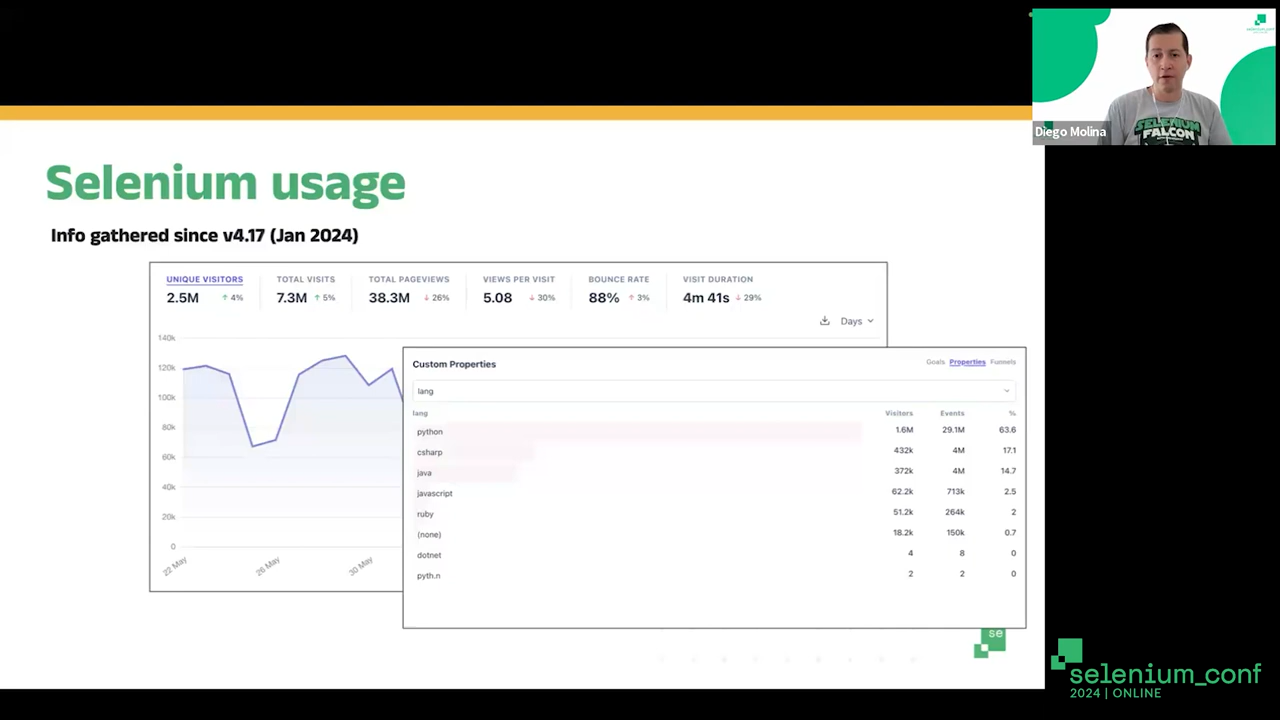 Selenium usage
Info gathered since v4.17 (Jan 2024)
UNIQUE VISITORS TOTAL VISITS TOTAL PAGEVIEWS VIEWS PER VISIT BOUNCE RATE VISIT DURATION
2.5M ↑ 4% 7.3M ↑ 5% 38.3M ↓ 26% 5.08 ↓ 30% 88% ↑ 3% 4m 41s ↓ 29%
Days
140k
120k
100k
80k
60k
40k
20k
0
22 May 26 May 30 May
Custom Properties Goals Properties Funnels
lang
lang Visitors Events %
python 1.6M 29.1M 63.6
csharp 432k 4M 17.1
java 372k 4M 14.7
javascript 62.2k 713k 2.5
ruby 51.2k 264k 2
(none) 18.2k 150k 0.7
dotnet 4 8 0
pyth.n 2 2 0
se
SELENIUM
FALCON
Diego Molina
selenium_conf
2024 | ONLINE